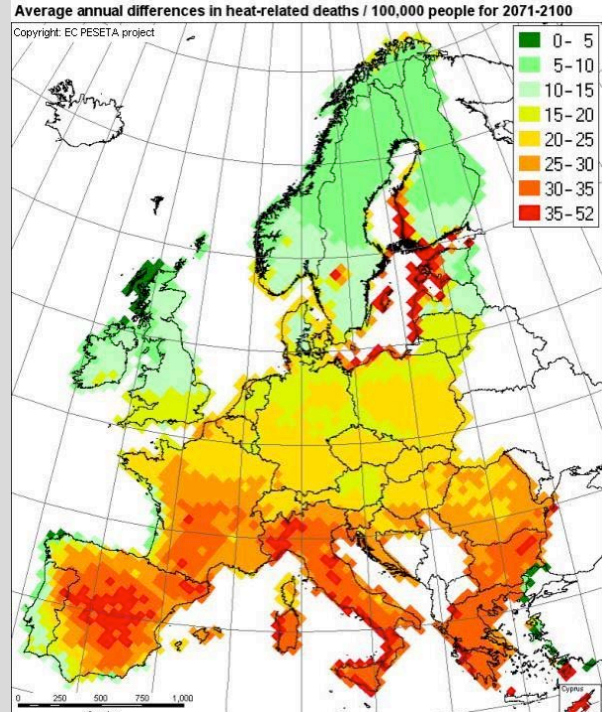 Average annual differences in heat-related deaths / 100,000 people for 2071-2100
Copyright: EC PESETA project
0 - 5
5-10
10-15
15-20
20-25
25-30
30-35
35-52
Cyprus
0 250 500 750 1,000